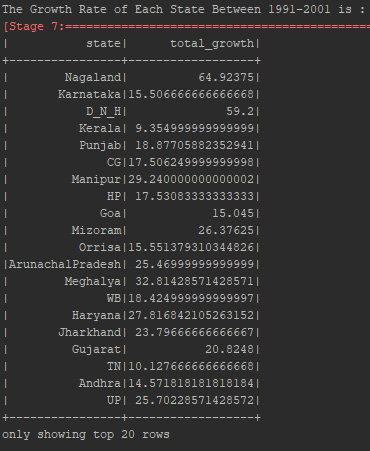 The Growth Rate of Each State Between 1991-2001 is :
[Stage 7:==========================================
|           state|      total_growth|
+----------------+------------------+
|        Nagaland|          64.92375|
|       Karnataka|15.506666666666668|
|           D_N_H|              59.2|
|          Kerala| 9.354999999999999|
|          Punjab| 18.87705882352941|
|              CG|17.506249999999998|
|         Manipur|29.240000000000002|
|              HP| 17.53083333333333|
|             Goa|            15.045|
|         Mizoram|          26.37625|
|          Orrisa|15.551379310344826|
|ArunachalPradesh| 25.46999999999999|
|        Meghalya| 32.81428571428571|
|              WB|18.424999999999997|
|         Haryana|27.816842105263152|
|       Jharkhand| 23.79666666666667|
|         Gujarat|           20.8248|
|              TN|10.127666666666668|
|          Andhra|14.571818181818184|
|              UP| 25.70228571428572|
+----------------+------------------+
only showing top 20 rows